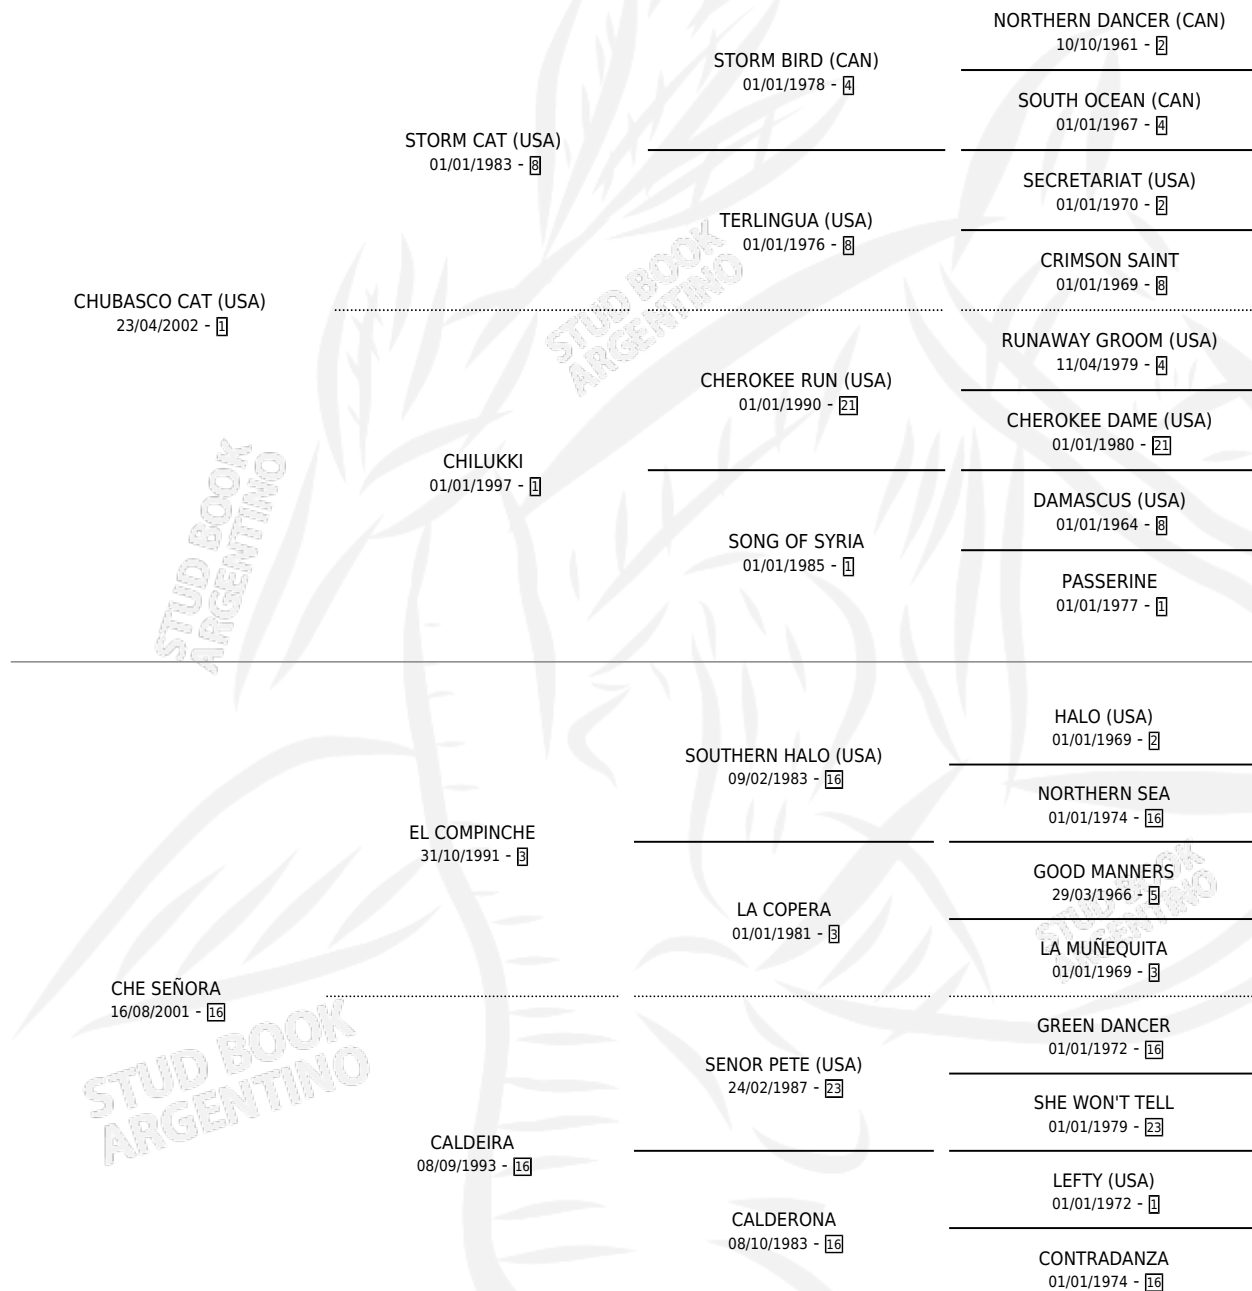 CHUBASCO CAT (USA)
23/04/2002 - 1
STORM CAT (USA)
01/01/1983 - 8
CHILUKKI
01/01/1997 - 1
STORM BIRD (CAN)
01/01/1978 - 4
TERLINGUA (USA)
01/01/1976 - 8
CHEROKEE RUN (USA)
01/01/1990 - 21
SONG OF SYRIA
01/01/1985 - 1
NORTHERN DANCER (CAN)
10/10/1961 - 2
SOUTH OCEAN (CAN)
01/01/1967 - 4
SECRETARIAT (USA)
01/01/1970 - 2
CRIMSON SAINT
01/01/1969 - 8
RUNAWAY GROOM (USA)
11/04/1979 - 4
CHEROKEE DAME (USA)
01/01/1980 - 21
DAMASCUS (USA)
01/01/1964 - 8
PASSERINE
01/01/1977 - 1
CHE SEÑORA
16/08/2001 - 16
EL COMPINCHE
31/10/1991 - 3
CALDEIRA
08/09/1993 - 16
SOUTHERN HALO (USA)
09/02/1983 - 16
LA COPERA
01/01/1981 - 3
SENOR PETE (USA)
24/02/1987 - 23
CALDERONA
08/10/1983 - 16
HALO (USA)
01/01/1969 - 2
NORTHERN SEA
01/01/1974 - 16
GOOD MANNERS
29/03/1966 - 5
LA MUÑEQUITA
01/01/1969 - 3
GREEN DANCER
01/01/1972 - 16
SHE WON'T TELL
01/01/1979 - 23
LEFTY (USA)
01/01/1972 - 1
CONTRADANZA
01/01/1974 - 16
STUD BOOK
ARGENTINO
STUD BOOK
ARGENTINO
STUD BOOK
ARGENTINO
STUD BOOK
ARGENTINO